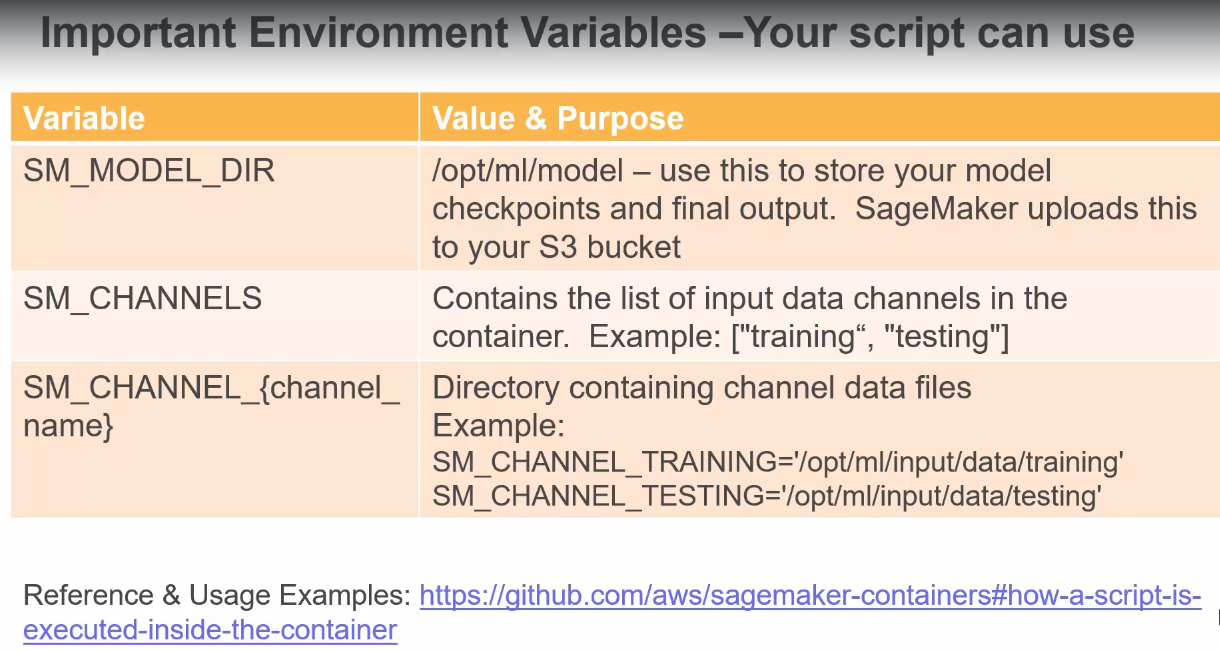 Important Environment Variables –Your script can use
Variable
Value & Purpose
SM_MODEL_DIR
/opt/ml/model – use this to store your model
checkpoints and final output.  SageMaker uploads this
to your S3 bucket
SM_CHANNELS
Contains the list of input data channels in the
container.  Example: ["training“, "testing"]
SM_CHANNEL_{channel_
name}
Directory containing channel data files
Example:
SM_CHANNEL_TRAINING='/opt/ml/input/data/training'
SM_CHANNEL_TESTING='/opt/ml/input/data/testing'
Reference & Usage Examples: https://github.com/aws/sagemaker-containers#how-a-script-is-
executed-inside-the-container